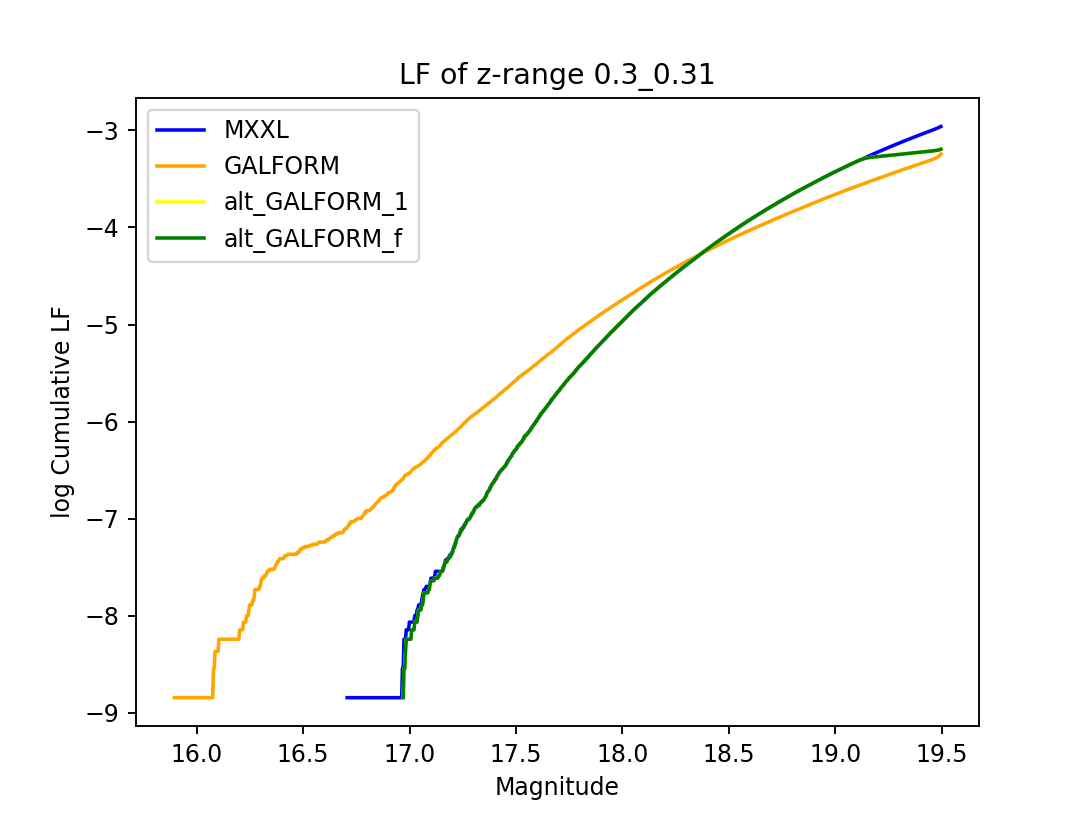 LF of z-range 0.3_0.31
MXXL
GALFORM
alt_GALFORM_1
alt_GALFORM_f
log Cumulative LF
−3
−4
−5
−6
−7
−8
−9
16.0 16.5 17.0 17.5 18.0 18.5 19.0 19.5
Magnitude